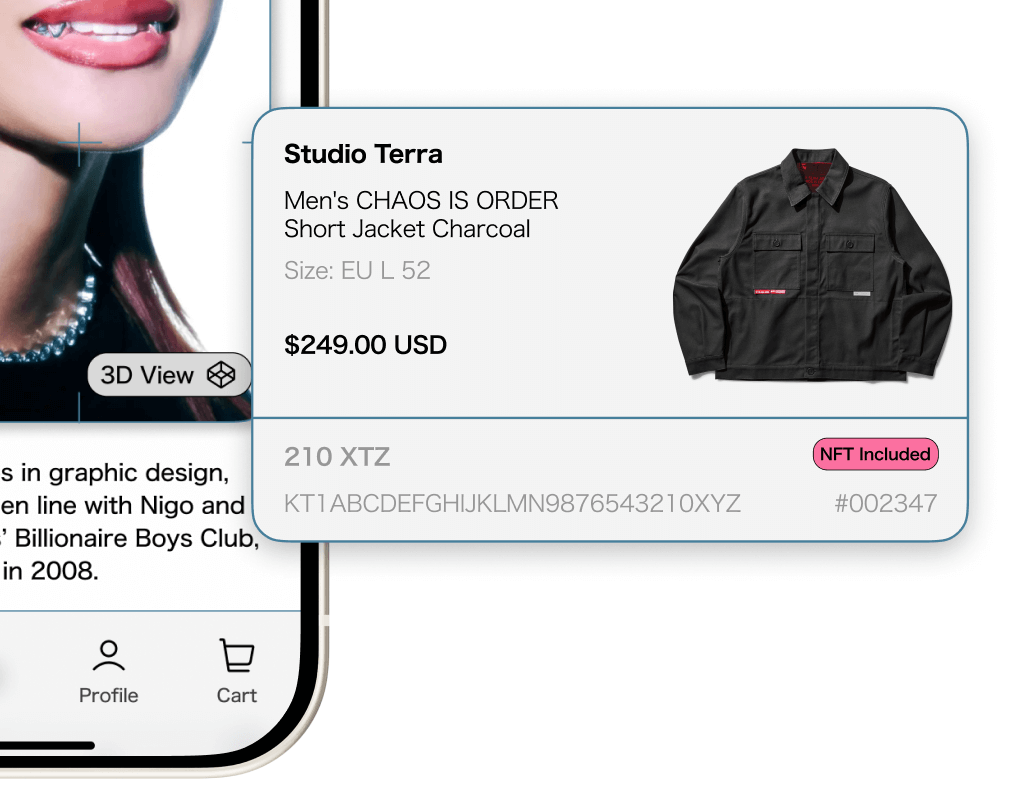 Studio Terra
Men's CHAOS IS ORDER
Short Jacket Charcoal
Size: EU L 52
$249.00 USD
210 XTZ
NFT Included
KT1ABCDEFGHIJKLMN9876543210XYZ
#002347
3D View
s in graphic design,
en line with Nigo and
s’ Billionaire Boys Club,
in 2008.
Profile
Cart